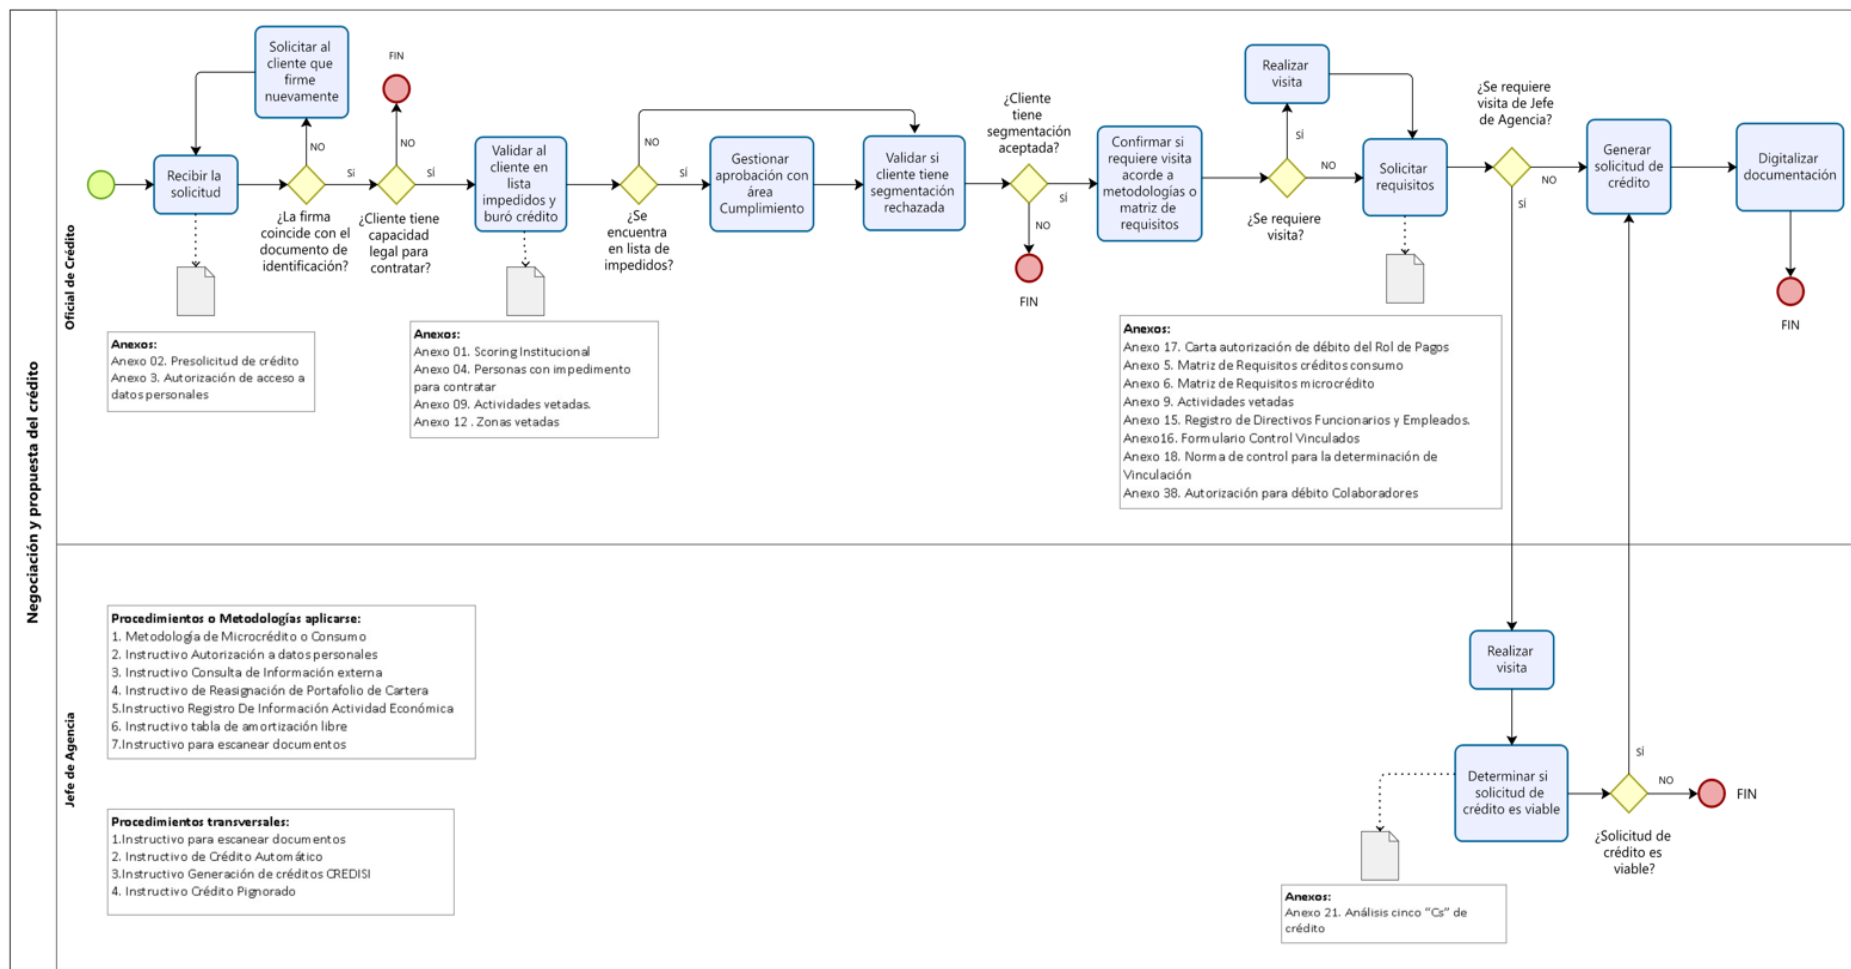 Negociación y propuesta del crédito
Oficial de Crédito
Solicitar al
cliente que
firme
nuevamente
NO
Recibir la
solicitud
¿La firma
coincide con el
documento de
identificación?
SI
FIN
NO
¿Cliente tiene
capacidad
legal para
contratar?
SÍ
Validar al
cliente en
lista
impedidos y
buró crédito
¿Se
encuentra
en lista de
impedidos?
NO
SÍ
Gestionar
aprobación con
área
Cumplimiento
Validar si
cliente tiene
segmentación
rechazada
¿Cliente
tiene
segmentación
aceptada?
SÍ
NO
FIN
Confirmar si
requiere visita
acorde a
metodologías o
matriz de
requisitos
¿Se requiere
visita?
SÍ
NO
Realizar
visita
Solicitar
requisitos
¿Se requiere
visita de Jefe
de Agencia?
NO
SÍ
Generar
solicitud de
crédito
Digitalizar
documentación
FIN
Anexos:
Anexo 02. Presolicitud de crédito
Anexo 3. Autorización de acceso a
datos personales
Anexos:
Anexo 01. Scoring Institucional
Anexo 04. Personas con impedimento
para contratar
Anexo 09. Actividades vetadas.
Anexo 12 . Zonas vetadas
Anexos:
Anexo 17. Carta autorización de débito del Rol de Pagos
Anexo 5. Matriz de Requisitos créditos consumo
Anexo 6. Matriz de Requisitos microcrédito
Anexo 9. Actividades vetadas
Anexo 15. Registro de Directivos Funcionarios y Empleados.
Anexo16. Formulario Control Vinculados
Anexo 18. Norma de control para la determinación de
Vinculación
Anexo 38. Autorización para débito Colaboradores
Jefe de Agencia
Procedimientos o Metodologías aplicarse:
1. Metodología de Microcrédito o Consumo
2. Instructivo Autorización a datos personales
3. Instructivo Consulta de Información externa
4. Instructivo de Reasignación de Portafolio de Cartera
5.Instructivo Registro De Información Actividad Económica
6. Instructivo tabla de amortización libre
7.Instructivo para escanear documentos
Procedimientos transversales:
1.Instructivo para escanear documentos
2. Instructivo de Crédito Automático
3.Instructivo Generación de créditos CREDISI
4. Instructivo Crédito Pignorado
Realizar
visita
Determinar si
solicitud de
crédito es viable
SÍ
NO
FIN
¿Solicitud de
crédito es
viable?
Anexos:
Anexo 21. Análisis cinco "Cs" de
crédito